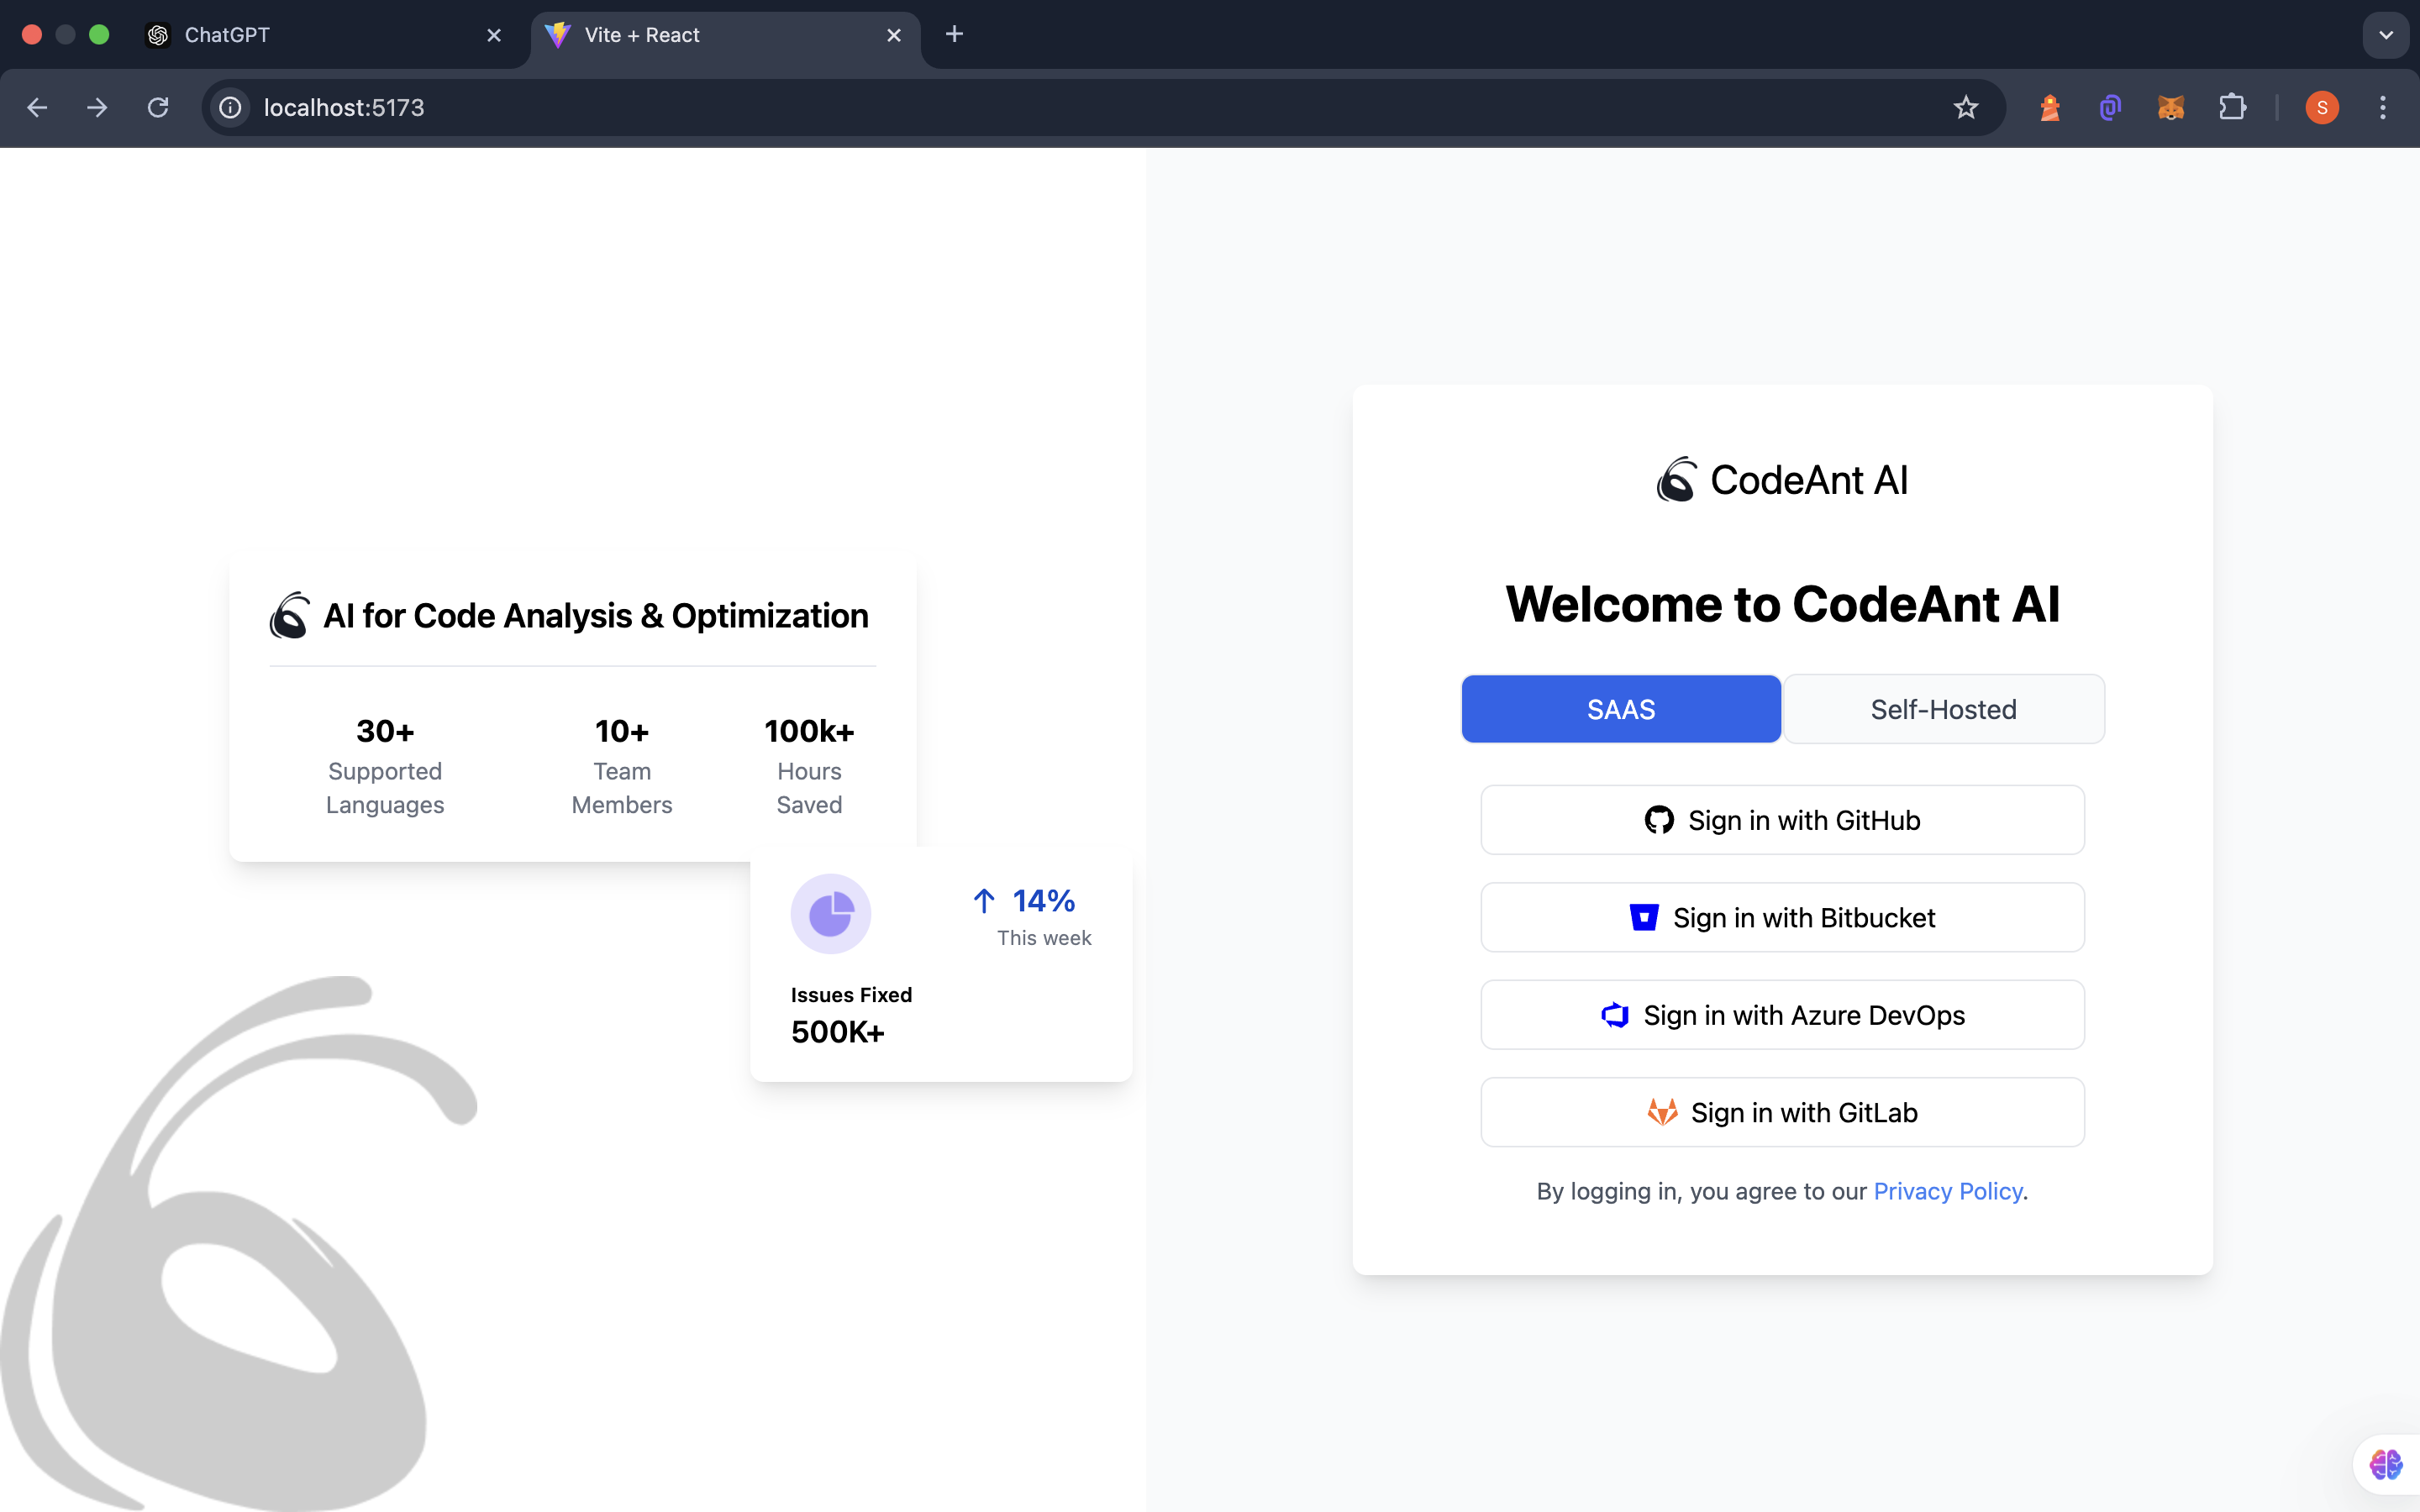 ChatGPT
Vite + React
localhost:5173
S
AI for Code Analysis & Optimization
30+
Supported
Languages
10+
Team
Members
100k+
Hours
Saved
14%
This week
Issues Fixed
500K+
CodeAnt AI
Welcome to CodeAnt AI
SAAS
Self-Hosted
Sign in with GitHub
Sign in with Bitbucket
Sign in with Azure DevOps
Sign in with GitLab
By logging in, you agree to our Privacy Policy.